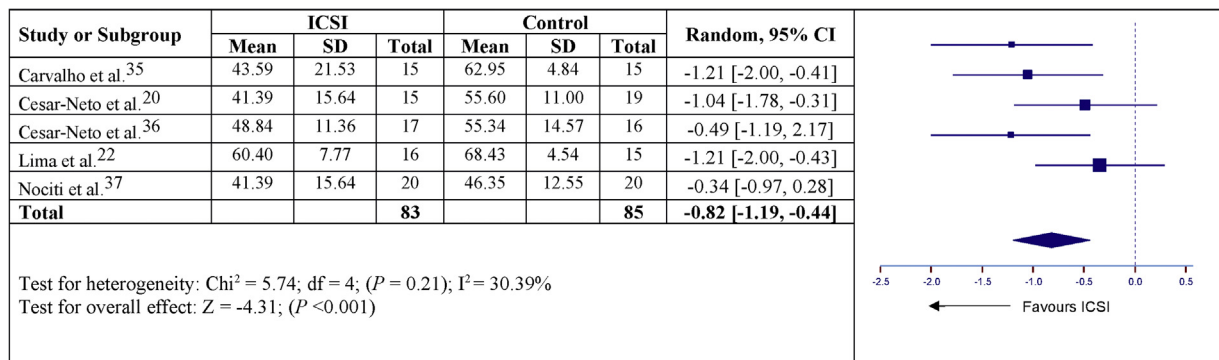 Study or Subgroup ICSI Control Random, 95% CI
Mean SD Total Mean SD Total
Carvalho et al.35 43.59 21.53 15 62.95 4.84 15 -1.21 [-2.00, -0.41]
Cesar-Neto et al.20 41.39 15.64 15 55.60 11.00 19 -1.04 [-1.78, -0.31]
Cesar-Neto et al.36 48.84 11.36 17 55.34 14.57 16 -0.49 [-1.19, 2.17]
Lima et al.22 60.40 7.77 16 68.43 4.54 15 -1.21 [-2.00, -0.43]
Nociti et al.37 41.39 15.64 20 46.35 12.55 20 -0.34 [-0.97, 0.28]
Total 83 85 -0.82 [-1.19, -0.44]
Test for heterogeneity: Chi2 = 5.74; df = 4; (P = 0.21); I2 = 30.39%
Test for overall effect: Z = -4.31; (P <0.001)
-2.5 -2.0 -1.5 -1.0 -0.5 0.0 0.5
Favours ICSI